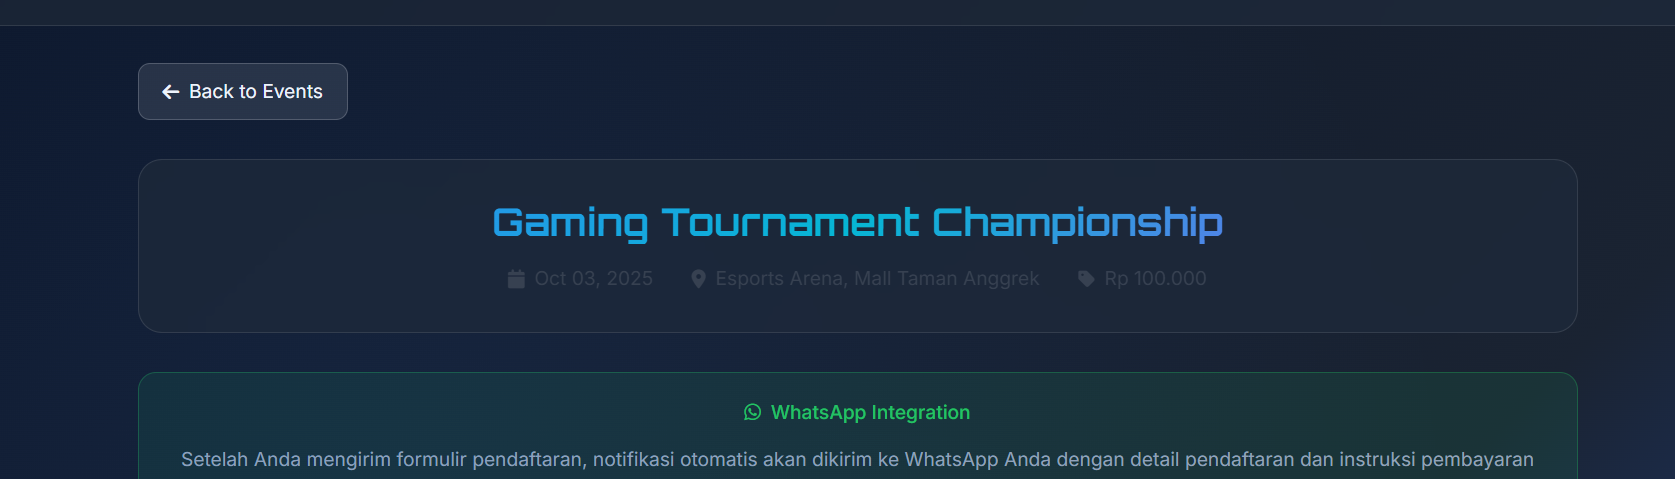 Back to Events
Gaming Tournament Championship
Oct 03, 2025 Esports Arena, Mall Taman Anggrek Rp 100.000
WhatsApp Integration
Setelah Anda mengirim formulir pendaftaran, notifikasi otomatis akan dikirim ke WhatsApp Anda dengan detail pendaftaran dan instruksi pembayaran